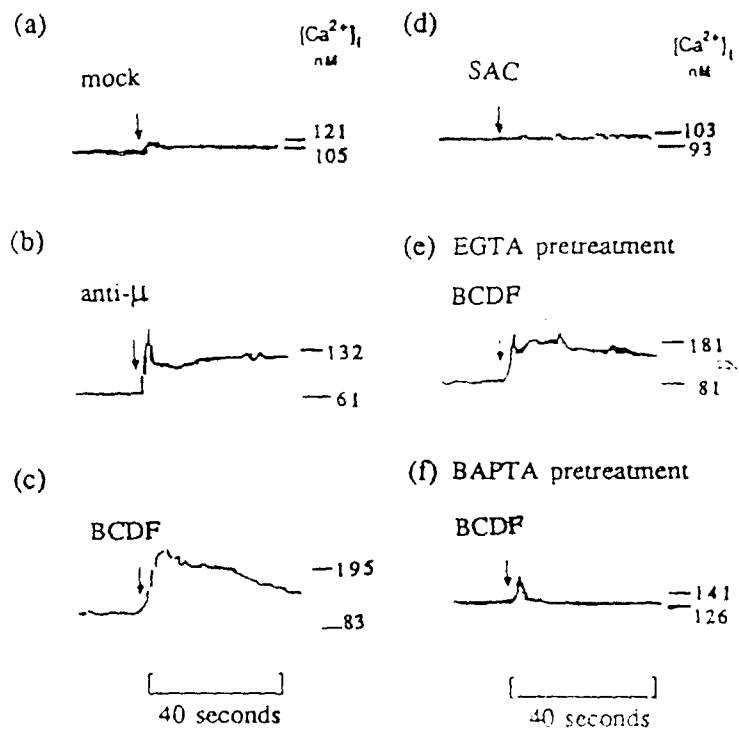 (a)
[Ca²⁺]i
nM
mock
121
105
(b)
anti-μ
132
61
(c)
BCDF
195
83
40 seconds
(d)
[Ca²⁺]i
nM
SAC
103
93
(e) EGTA pretreatment
BCDF
181
81
(f) BAPTA pretreatment
BCDF
141
126
40 seconds